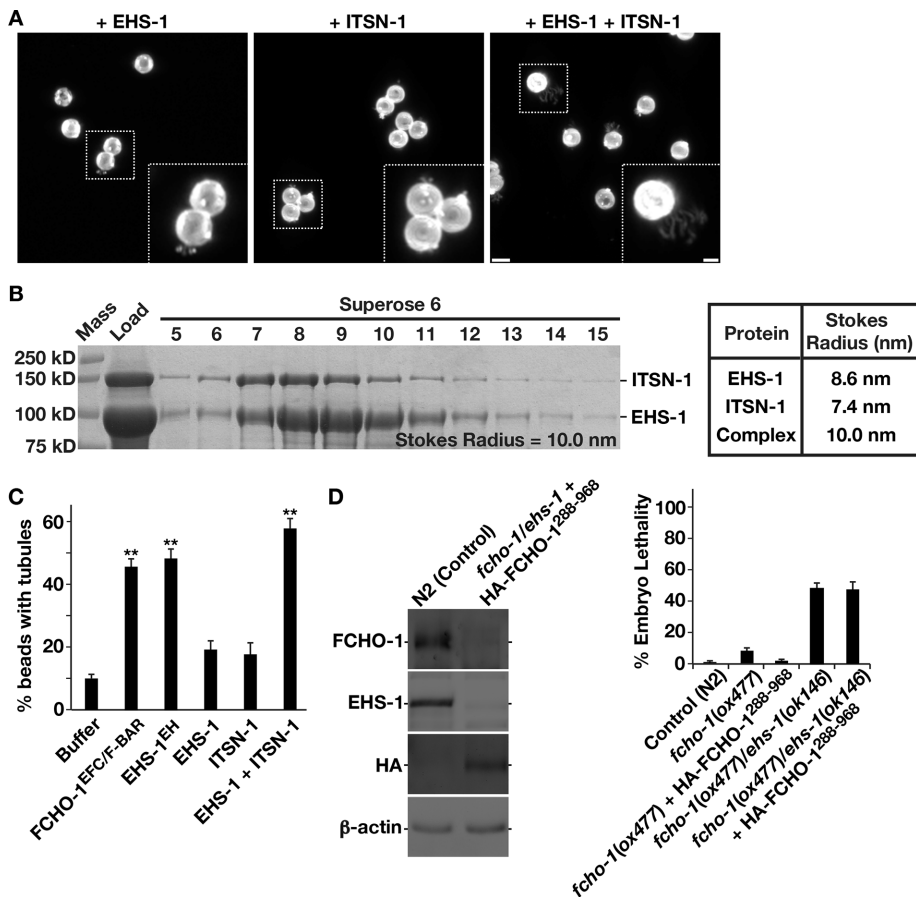 A
+ EHS-1
+ ITSN-1
+ EHS-1 + ITSN-1
B
Superose 6
Mass
Load
5 6 7 8 9 10 11 12 13 14 15
250 kD
150 kD
100 kD
75 kD
ITSN-1
EHS-1
Stokes Radius = 10.0 nm
Protein
Stokes
Radius (nm)
EHS-1 8.6 nm
ITSN-1 7.4 nm
Complex 10.0 nm
C
% beads with tubules
60
40
20
0
**
**
**
Buffer
FCHO-1EFC/F-BAR
EHS-1EH
EHS-1
ITSN-1
EHS-1 + ITSN-1
D
N2 (Control)
fcho-1/ehs-1 +
HA-FCHO-1288-968
FCHO-1
EHS-1
HA
β-actin
% Embryo Lethality
100
80
60
40
20
0
Control (N2)
fcho-1(ox477)
fcho-1(ox477) + HA-FCHO-1288-968
fcho-1(ox477)/ehs-1(ok146)
fcho-1(ox477)/ehs-1(ok146)
+ HA-FCHO-1288-968